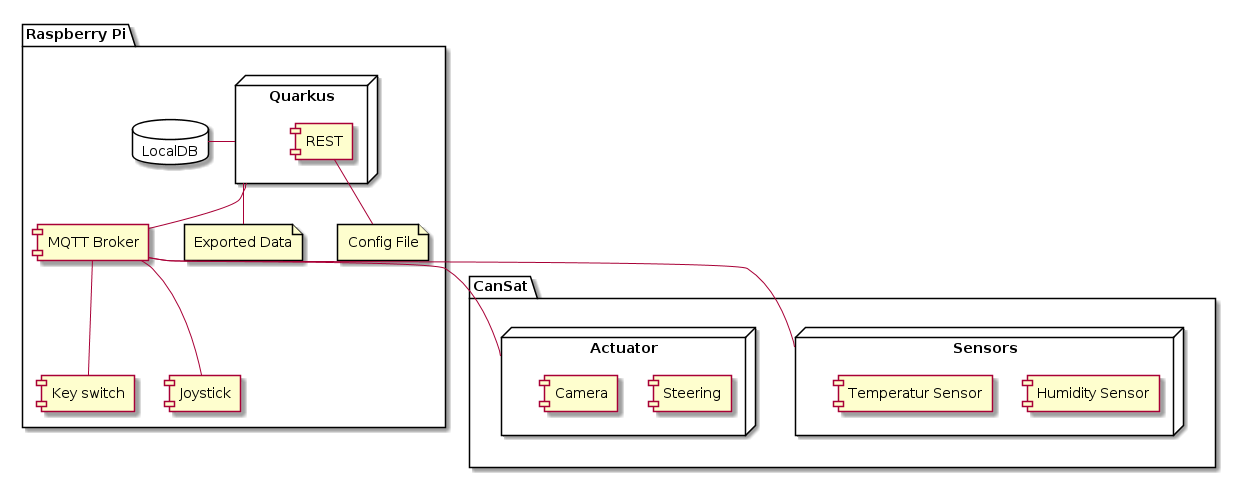 Raspberry Pi
Quarkus
REST
LocalDB
MQTT Broker
Exported Data
Config File
CanSat
Actuator
Sensors
Key switch
Joystick
Camera
Steering
Temperatur Sensor
Humidity Sensor